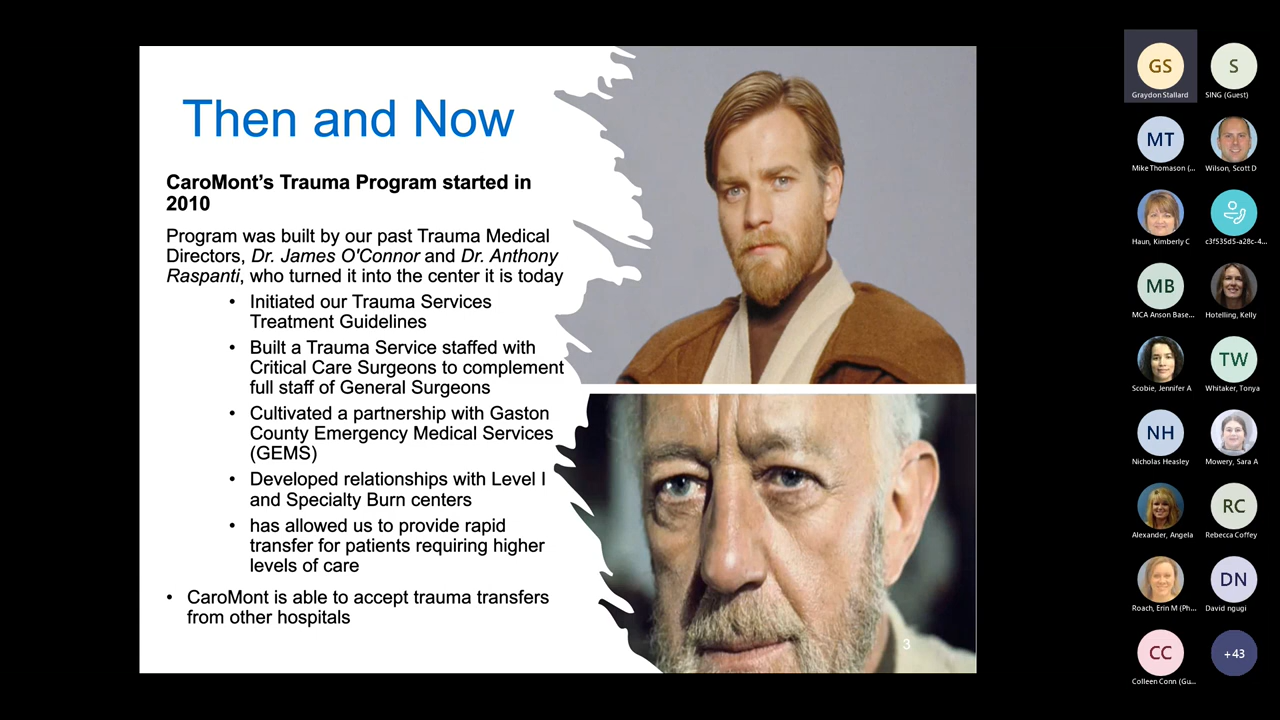 Then and Now
CaroMont's Trauma Program started in
2010
Program was built by our past Trauma Medical
Directors, Dr. James O'Connor and Dr. Anthony
Raspanti, who turned it into the center it is today
• Initiated our Trauma Services
Treatment Guidelines
• Built a Trauma Service staffed with
Critical Care Surgeons to complement
full staff of General Surgeons
• Cultivated a partnership with Gaston
County Emergency Medical Services
(GEMS)
• Developed relationships with Level I
and Specialty Burn centers
• has allowed us to provide rapid
transfer for patients requiring higher
levels of care
• CaroMont is able to accept trauma transfers
from other hospitals
3
GS
Graydon Stallard
S
SING (Guest)
MT
Mike Thomason (...
Wilson, Scott D
Haun, Kimberly C
c3f535d5-a28c-4...
MB
MCA Anson Base...
Hotelling, Kelly
Scobie, Jennifer A
TW
Whitaker, Tonya
NH
Nicholas Heasley
Mowery, Sara A
Alexander, Angela
RC
Rebecca Coffey
Roach, Erin M (Ph...
DN
David ngugi
CC
Colleen Conn (Gu...
+43